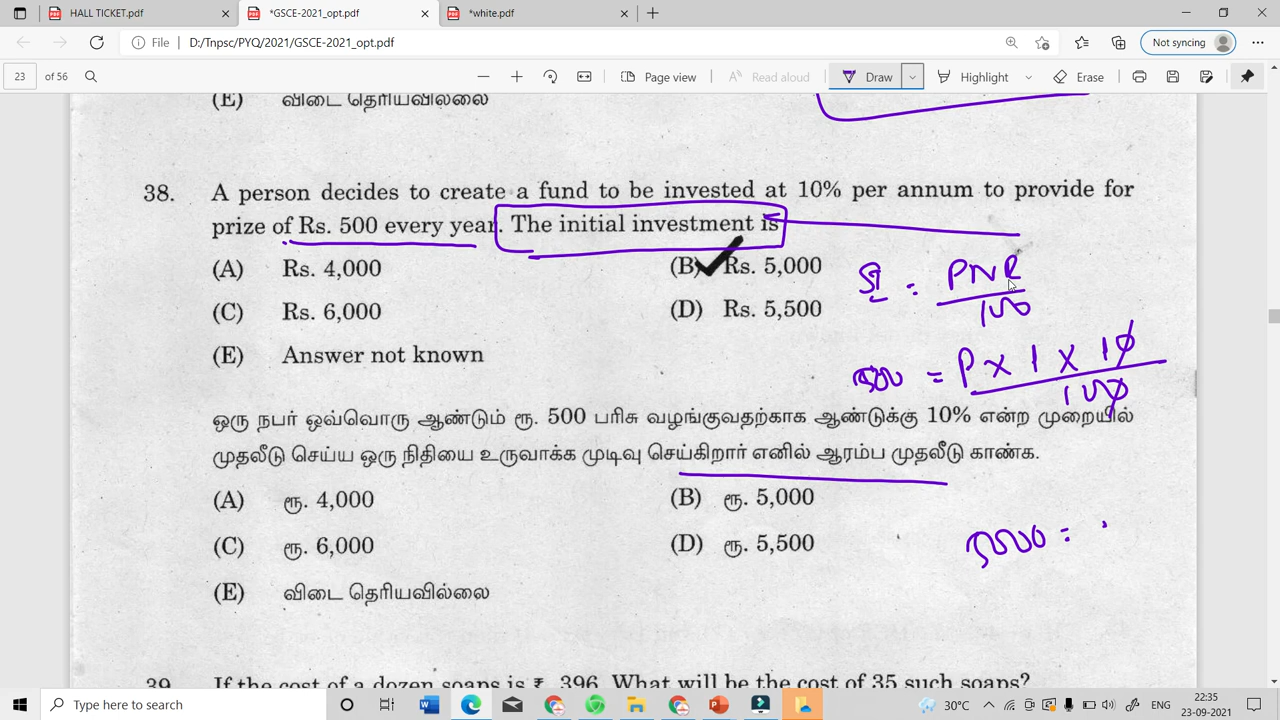 HALL TICKET.pdf
*GSCE-2021_opt.pdf
*white.pdf
File D:/Tnpsc/PYQ/2021/GSCE-2021_opt.pdf
Not syncing
23 of 56
Page view
Read aloud
Draw
Highlight
Erase
(E) விடை தெரியவில்லை
38. A person decides to create a fund to be invested at 10% per annum to provide for
prize of Rs. 500 every year. The initial investment is
(A) Rs. 4,000 (B) Rs. 5,000
(C) Rs. 6,000 (D) Rs. 5,500
(E) Answer not known
SI = PNR
100
500 = P x 1 x 10
100
ஒரு நபர் ஒவ்வொரு ஆண்டும் ரூ. 500 பரிசு வழங்குவதற்காக ஆண்டுக்கு 10% என்ற முறையில்
முதலீடு செய்ய ஒரு நிதியை உருவாக்க முடிவு செய்கிறார் எனில் ஆரம்ப முதலீடு காண்க.
(A) ரூ. 4,000 (B) ரூ. 5,000
(C) ரூ. 6,000 (D) ரூ. 5,500
5000 =
(E) விடை தெரியவில்லை
39. If the cost of a dozen soaps is ₹ 396. What will be the cost of 35 such soaps?
Type here to search
30°C
ENG
22:35
23-09-2021